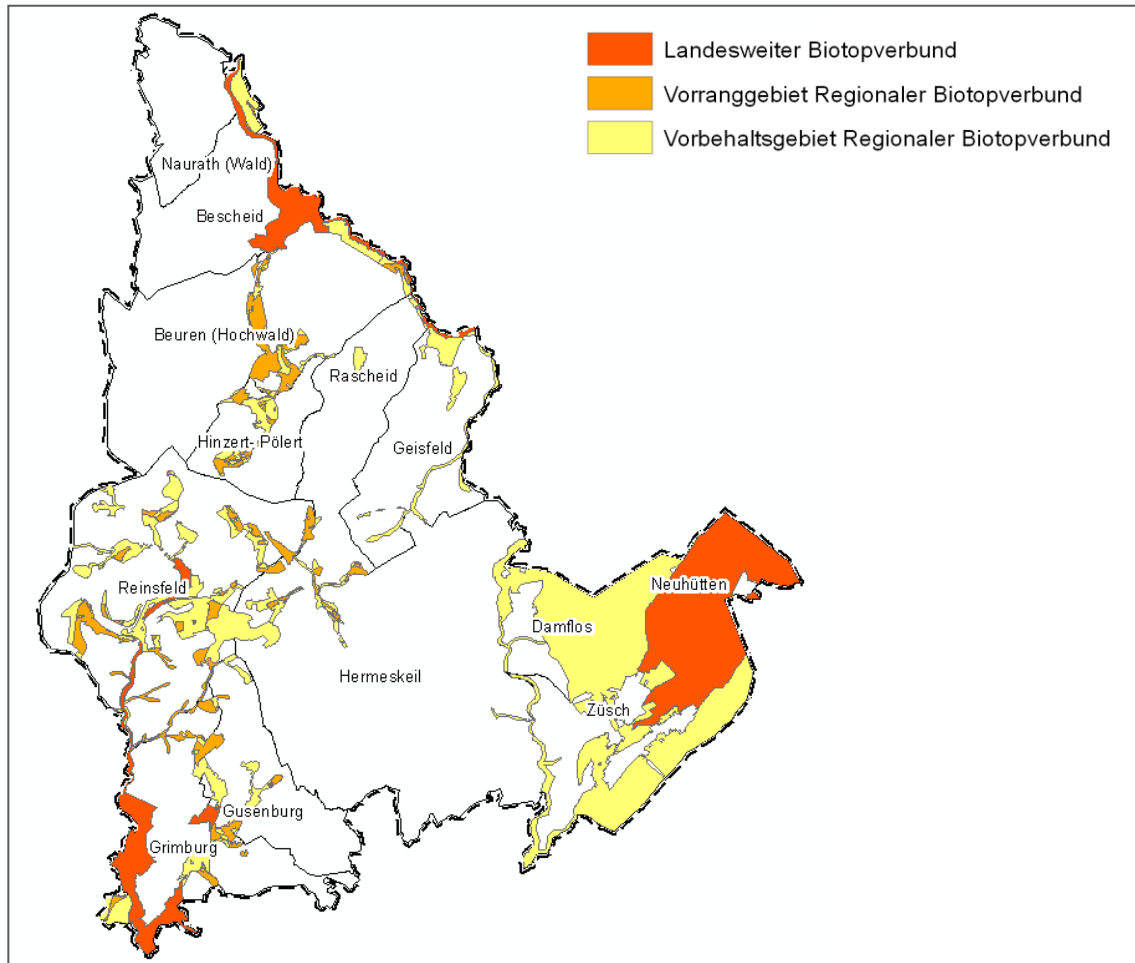 Landesweiter Biotopverbund
Vorranggebiet Regionaler Biotopverbund
Vorbehaltsgebiet Regionaler Biotopverbund
Naurath (Wald)
Bescheid
Beuren (Hochwald)
Rascheid
Hinzert-Pölert
Geisfeld
Reinsfeld
Neuhütten
Damflos
Hermeskeil
Züsch
Gusenburg
Grimburg